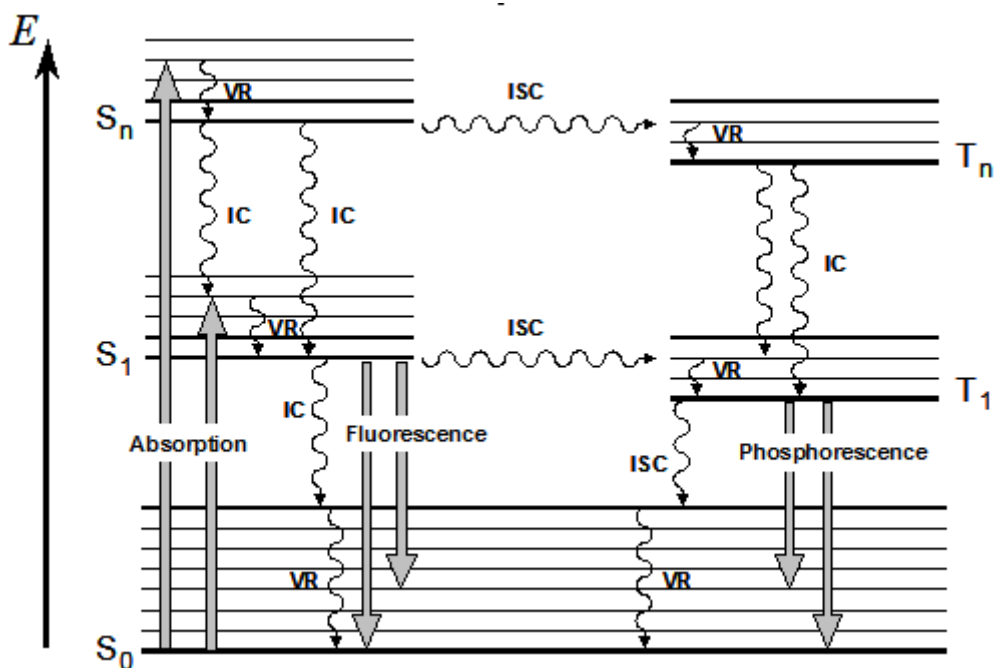 E
VR
ISC
Sn
VR
Tn
IC
IC
IC
VR
ISC
S1
VR
T1
IC
Absorption
Fluorescence
Phosphorescence
ISC
VR
VR
S0